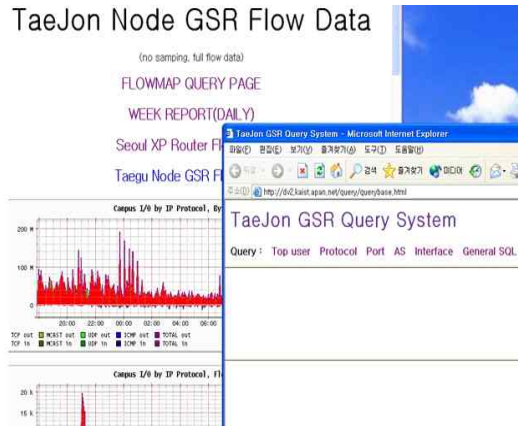 TaeJon Node GSR Flow Data
(no samping, full flow data)
FLOWMAP QUERY PAGE
WEEK REPORT(DAILY)
Seoul XP Router Fl
Taegu Node GSR Fl
Campus I/O by IP Protocol, By
200 M
100 M
0
20:00 22:00 00:00 02:00 04:00 06:00
TCP out MCAST out UDP out ICMP out TOTAL out
TCP in MCAST in UDP in ICMP in TOTAL in
Campus I/O by IP Protocol, Fl
20 k
15 k
TaeJon GSR Query System - Microsoft Internet Explorer
파일(F) 편집(E) 보기(V) 즐겨찾기(A) 도구(T) 도움말(H)
뒤로 검색 즐겨찾기 미디어
주소(D) http://dv2.kaist.apan.net/query/querybase.html
TaeJon GSR Query System
Query : Top user Protocol Port AS Interface General SQL